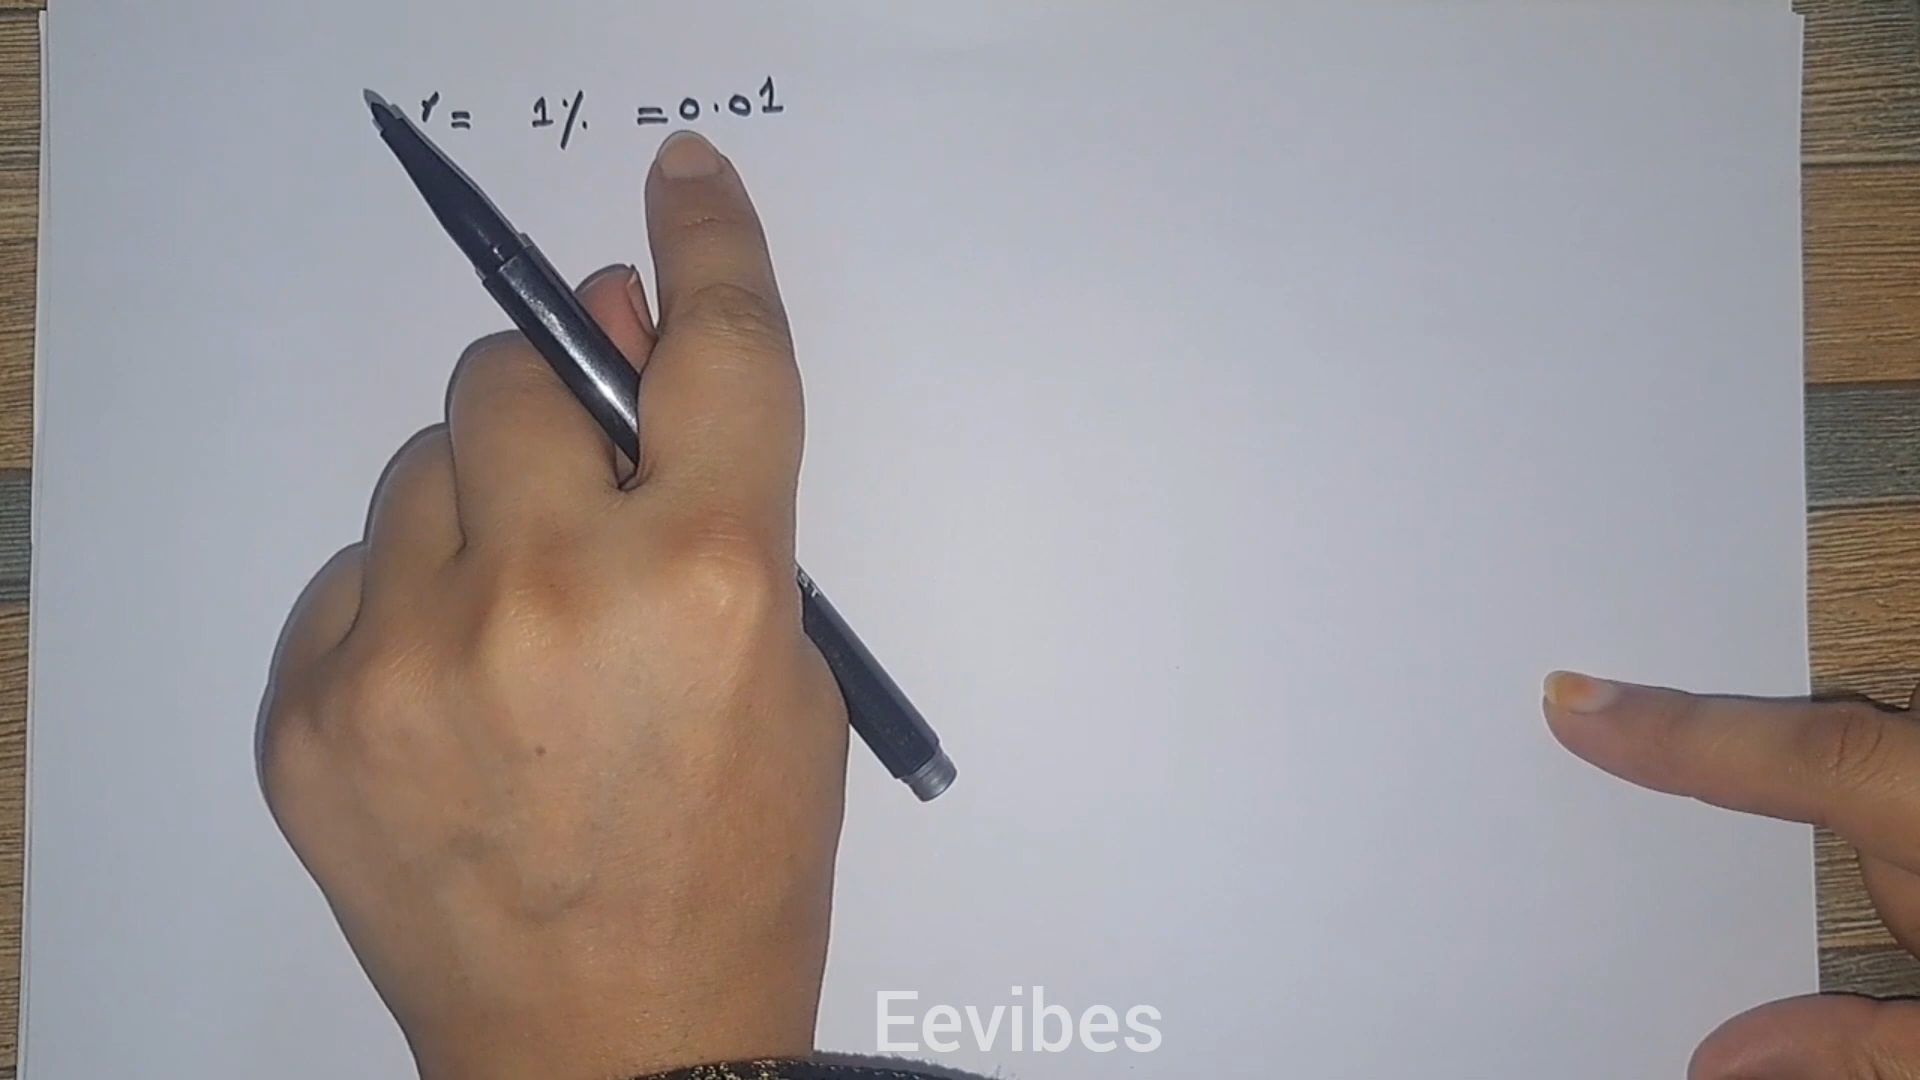 r = 1% = 0.01
Eevibes